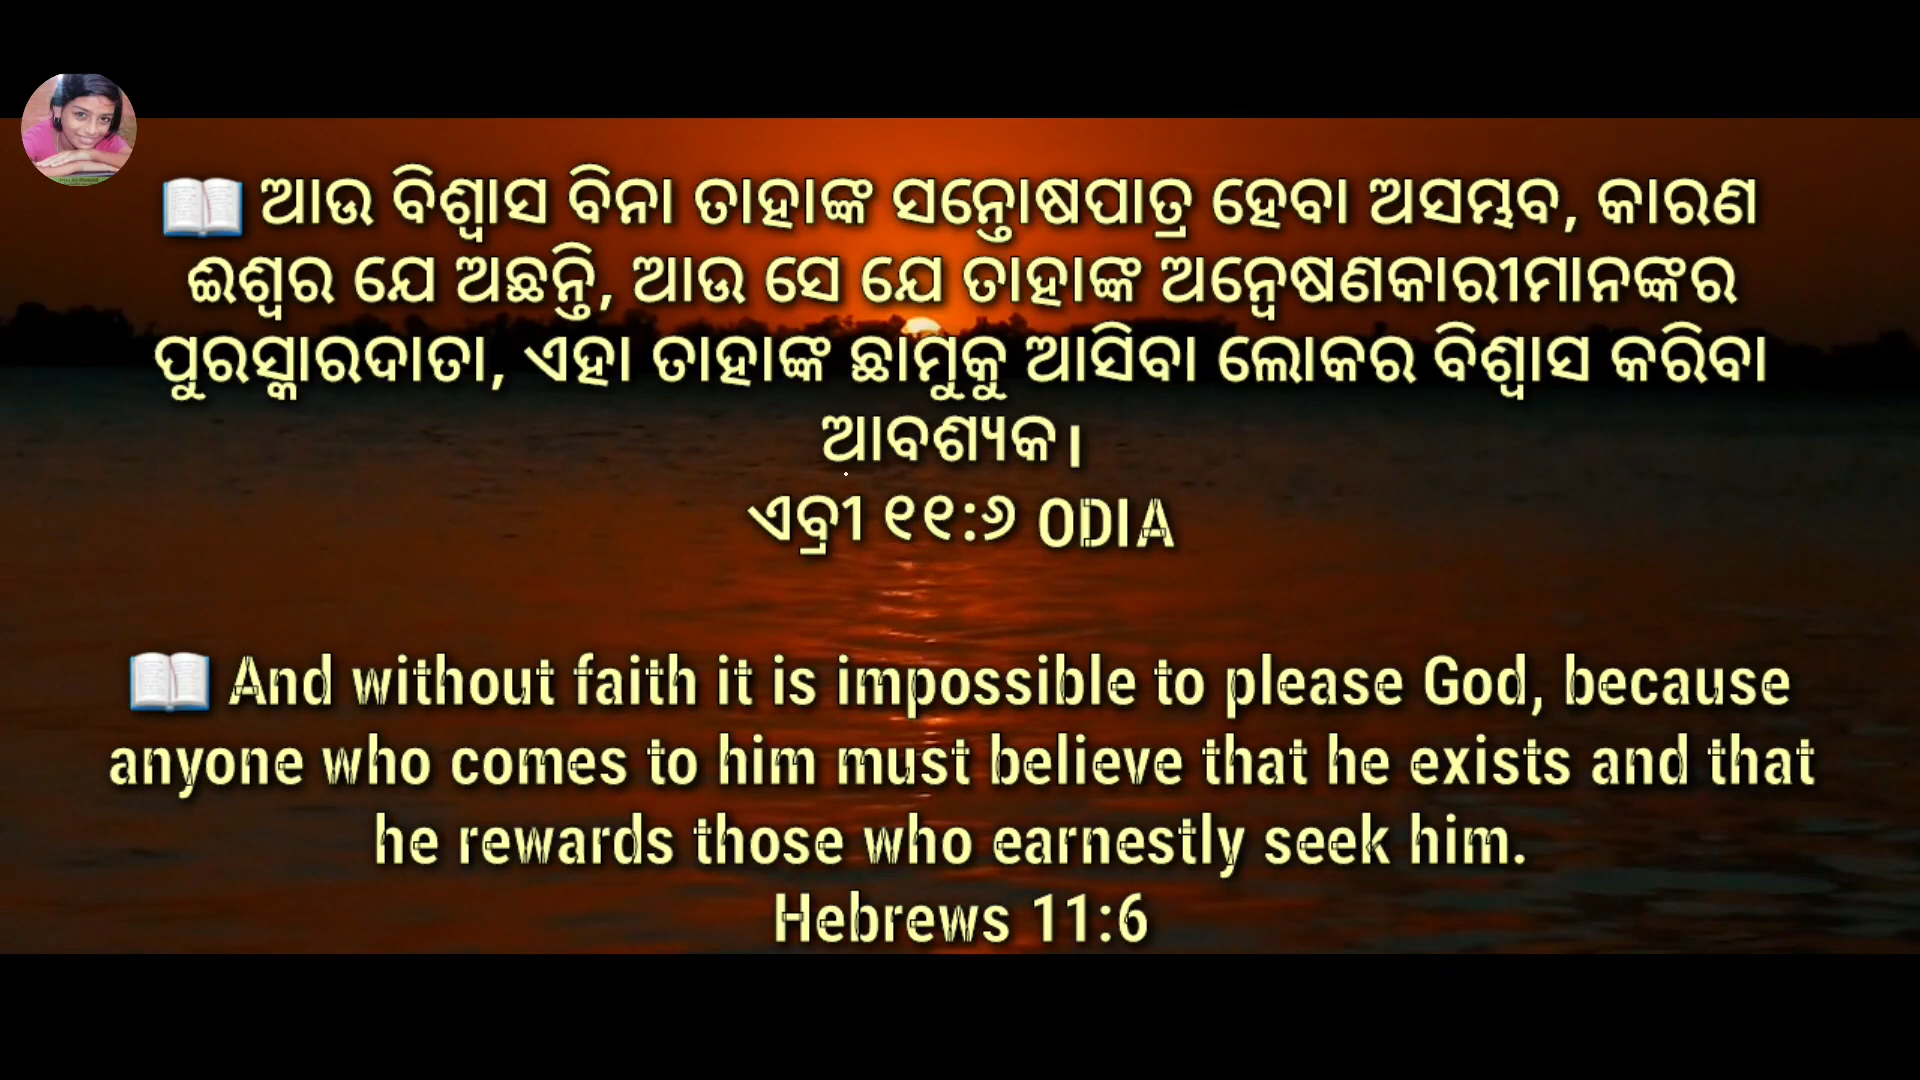 📖 ଆଉ ବିଶ୍ୱାସ ବିନା ତାହାଙ୍କ ସନ୍ତୋଷପାତ୍ର ହେବା ଅସମ୍ଭବ, କାରଣ
ଈଶ୍ୱର ଯେ ଅଛନ୍ତି, ଆଉ ସେ ଯେ ତାହାଙ୍କ ଅନ୍ୱେଷଣକାରୀମାନଙ୍କର
ପୁରସ୍କାରଦାତା, ଏହା ତାହାଙ୍କ ଛାମୁକୁ ଆସିବା ଲୋକର ବିଶ୍ୱାସ କରିବା
ଆବଶ୍ୟକ।
ଏବ୍ରୀ ୧୧:୬ ODIA
📖 And without faith it is impossible to please God, because
anyone who comes to him must believe that he exists and that
he rewards those who earnestly seek him.
Hebrews 11:6